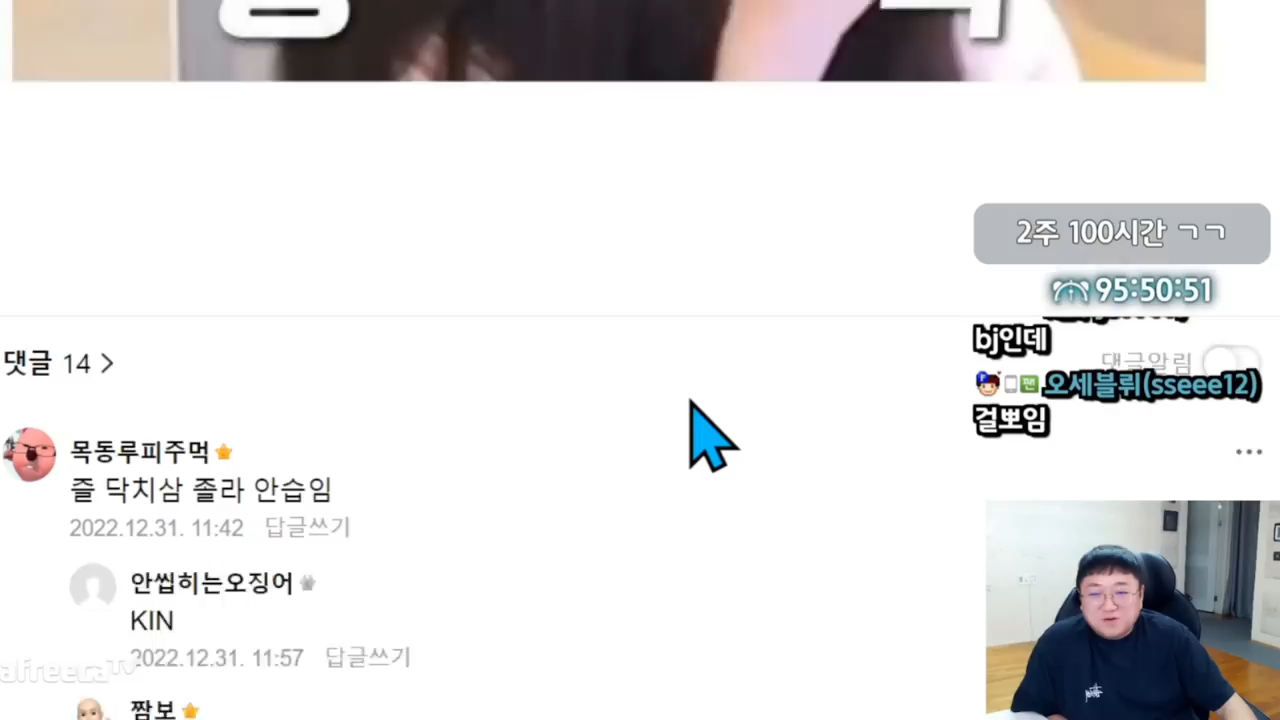 2주 100시간 ㄱㄱ
95:50:51
bj인데
댓글알림
오세블뤼(sseee12)
걸뽀임
댓글 14
목동루피주먹
즐 닥치삼 졸라 안습임
2022.12.31. 11:42 답글쓰기
안씹히는오징어
KIN
2022.12.31. 11:57 답글쓰기
afreecaTV
짬보